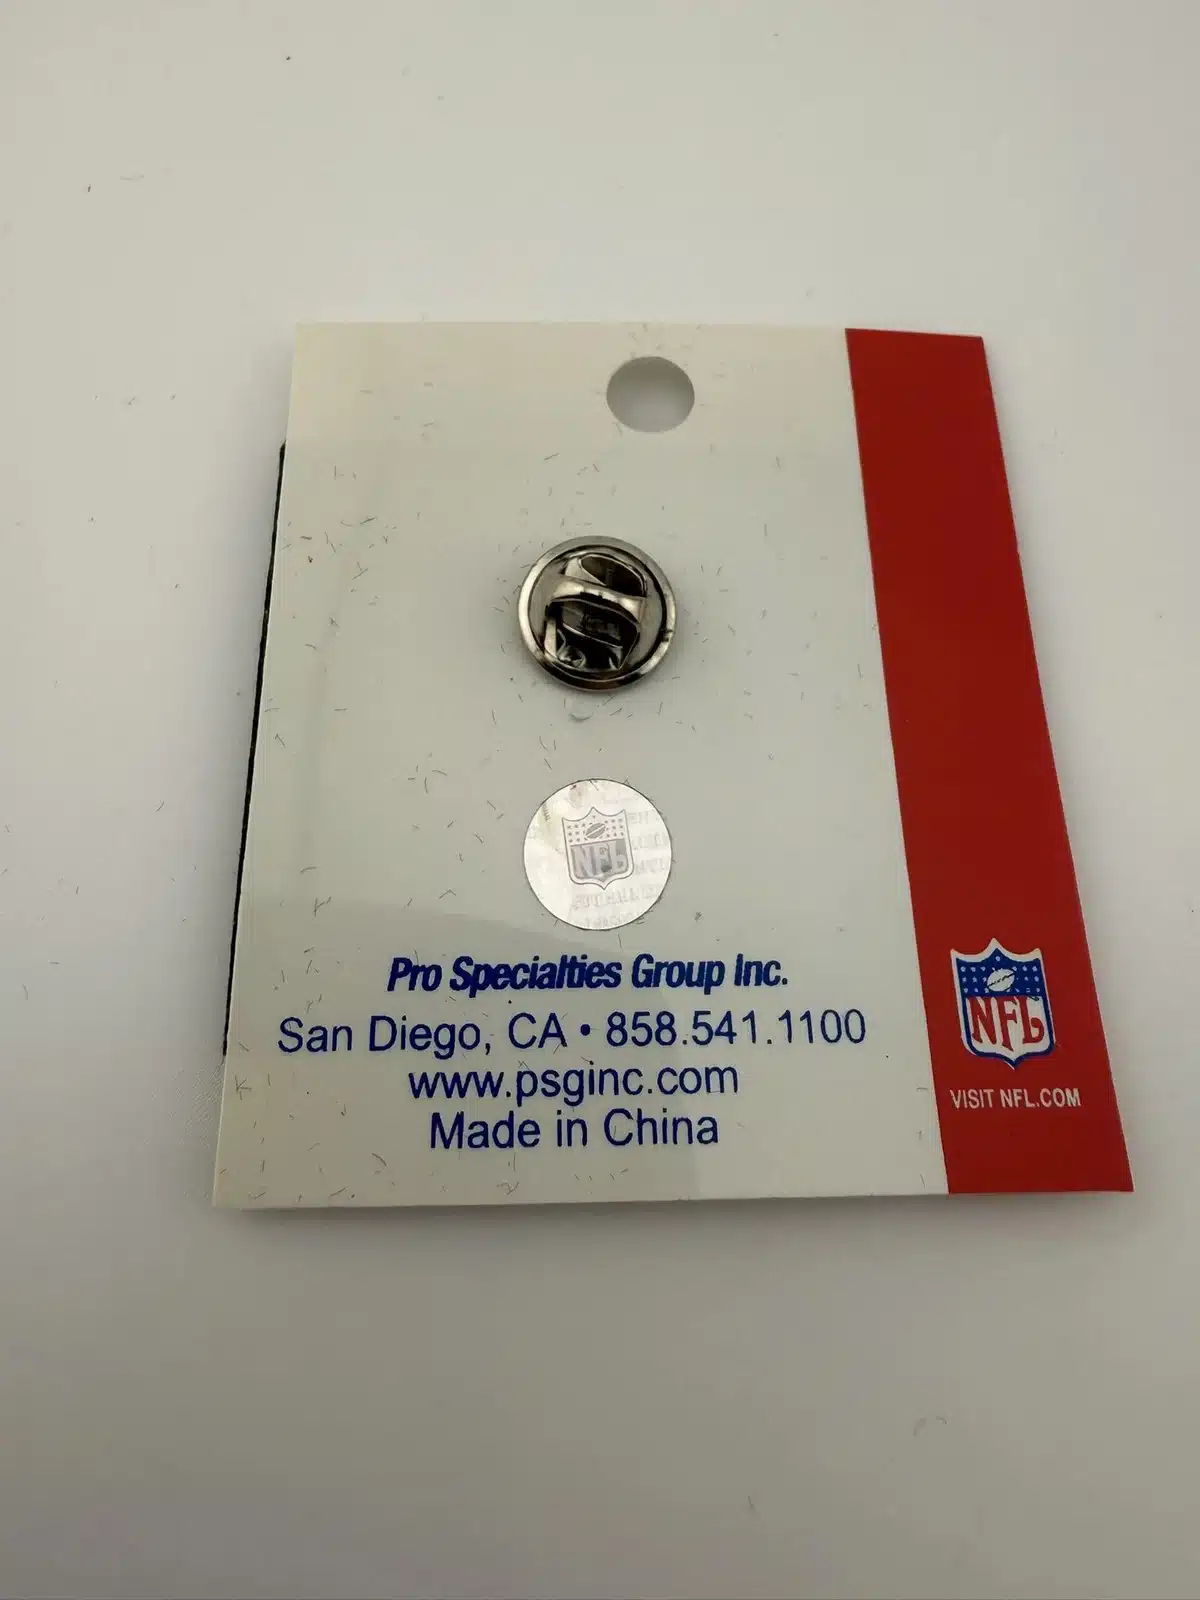 NFL
Pro Specialties Group Inc.
San Diego, CA • 858.541.1100
www.psginc.com
Made in China
NFL
VISIT NFL.COM